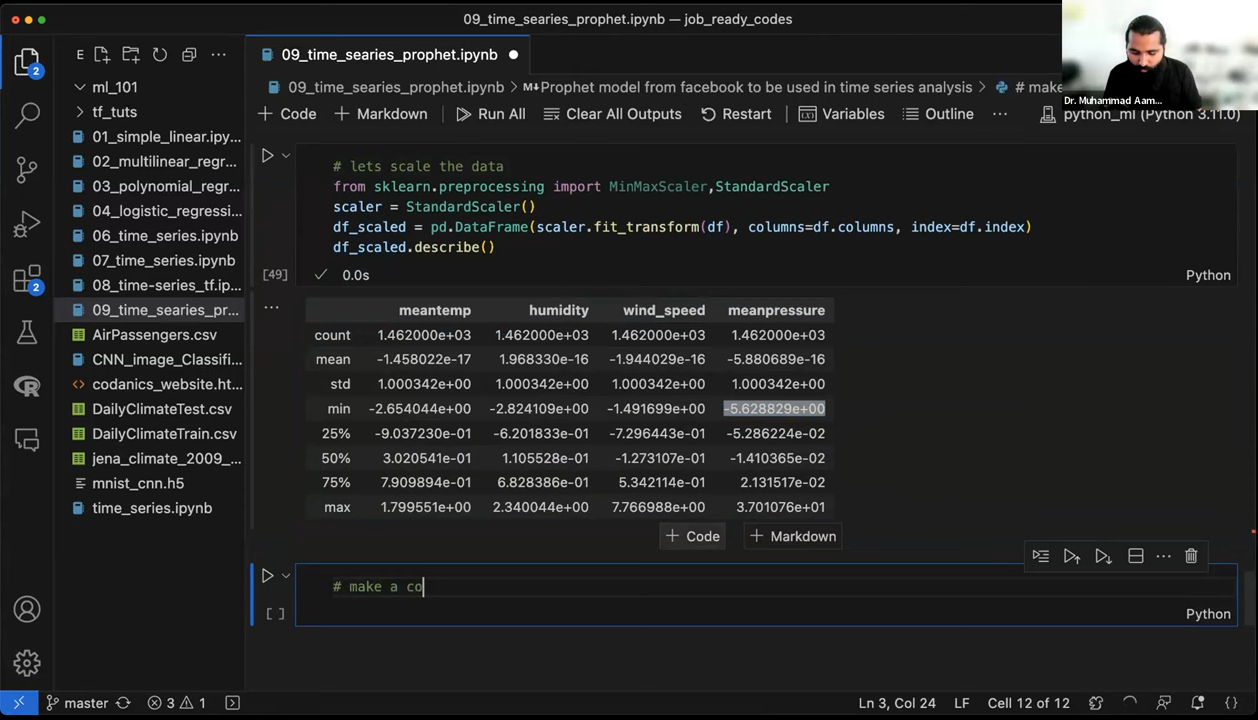 09_time_searies_prophet.ipynb — job_ready_codes
E
09_time_searies_prophet.ipynb
Dr. Muhammad Aam...
2
ml_101
tf_tuts
01_simple_linear.ipy...
02_multilinear_regr...
03_polynomial_regr...
04_logistic_regressi...
06_time_series.ipynb
07_time_series.ipynb
08_time-series_tf.ip...
09_time_searies_pr...
AirPassengers.csv
CNN_image_Classifi...
codanics_website.ht...
DailyClimateTest.csv
DailyClimateTrain.csv
jena_climate_2009_...
mnist_cnn.h5
time_series.ipynb
2
09_time_searies_prophet.ipynb > M↓Prophet model from facebook to be used in time series analysis > # make
+ Code + Markdown Run All Clear All Outputs Restart Variables Outline ... python_ml (Python 3.11.0)
# lets scale the data
from sklearn.preprocessing import MinMaxScaler,StandardScaler
scaler = StandardScaler()
df_scaled = pd.DataFrame(scaler.fit_transform(df), columns=df.columns, index=df.index)
df_scaled.describe()
[49] ✓ 0.0s Python
... meantemp humidity wind_speed meanpressure
count 1.462000e+03 1.462000e+03 1.462000e+03 1.462000e+03
mean -1.458022e-17 1.968330e-16 -1.944029e-16 -5.880689e-16
std 1.000342e+00 1.000342e+00 1.000342e+00 1.000342e+00
min -2.654044e+00 -2.824109e+00 -1.491699e+00 -5.628829e+00
25% -9.037230e-01 -6.201833e-01 -7.296443e-01 -5.286224e-02
50% 3.020541e-01 1.105528e-01 -1.273107e-01 -1.410365e-02
75% 7.909894e-01 6.828386e-01 5.342114e-01 2.131517e-02
max 1.799551e+00 2.340044e+00 7.766988e+00 3.701076e+01
+ Code + Markdown
# make a co
[ ] Python
master 3 1 Ln 3, Col 24 LF Cell 12 of 12